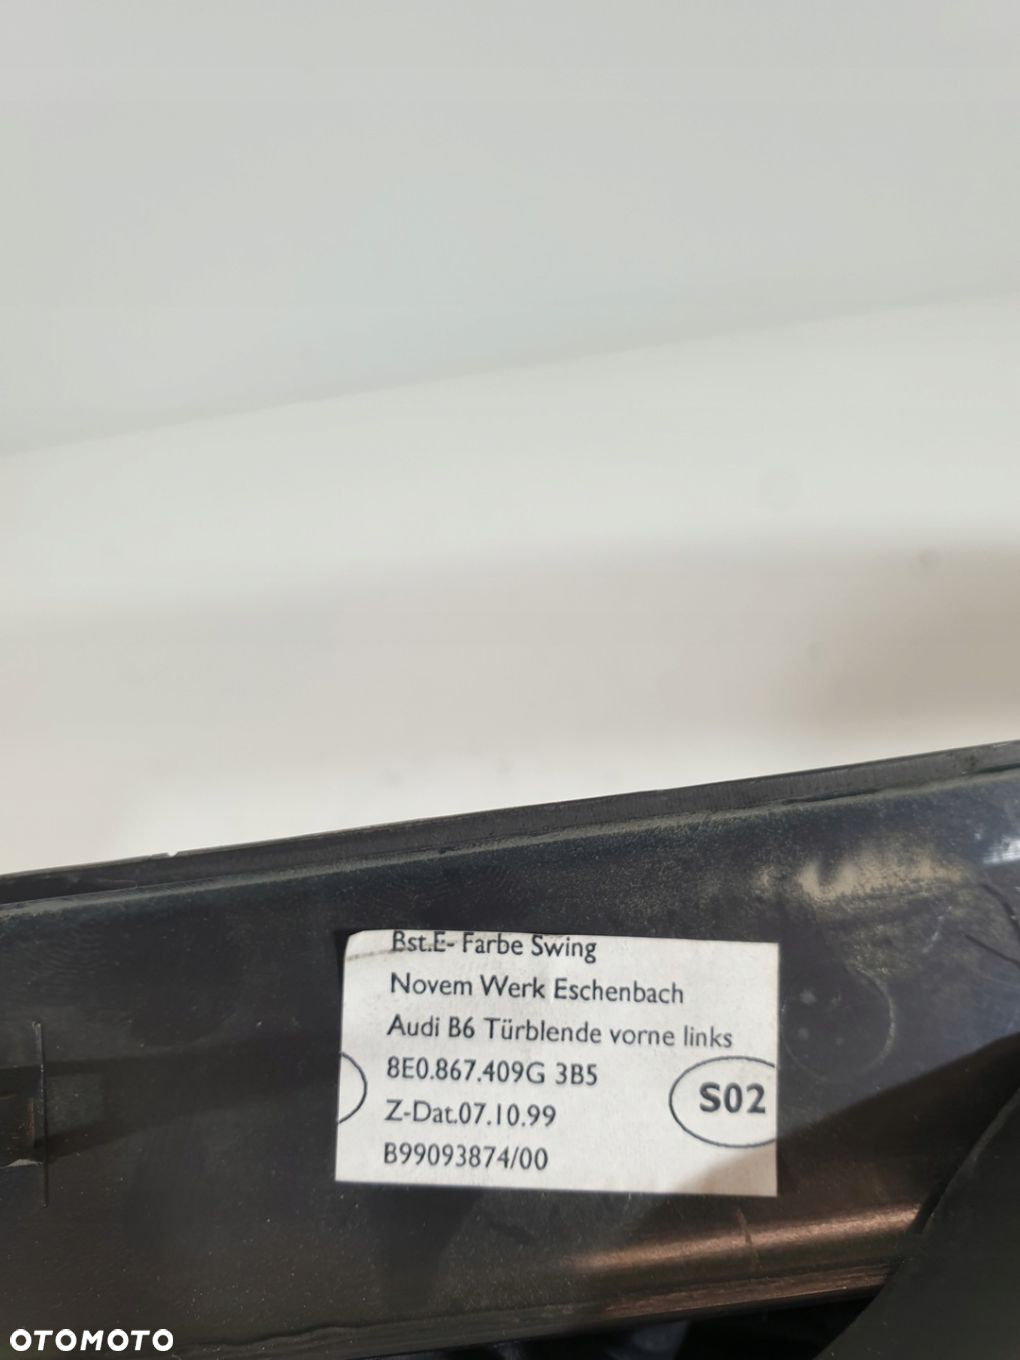 Bst.E- Farbe Swing
Novem Werk Eschenbach
Audi B6 Türblende vorne links
8E0.867.409G 3B5
S02
Z-Dat.07.10.99
B99093874/00
OTOMOTO